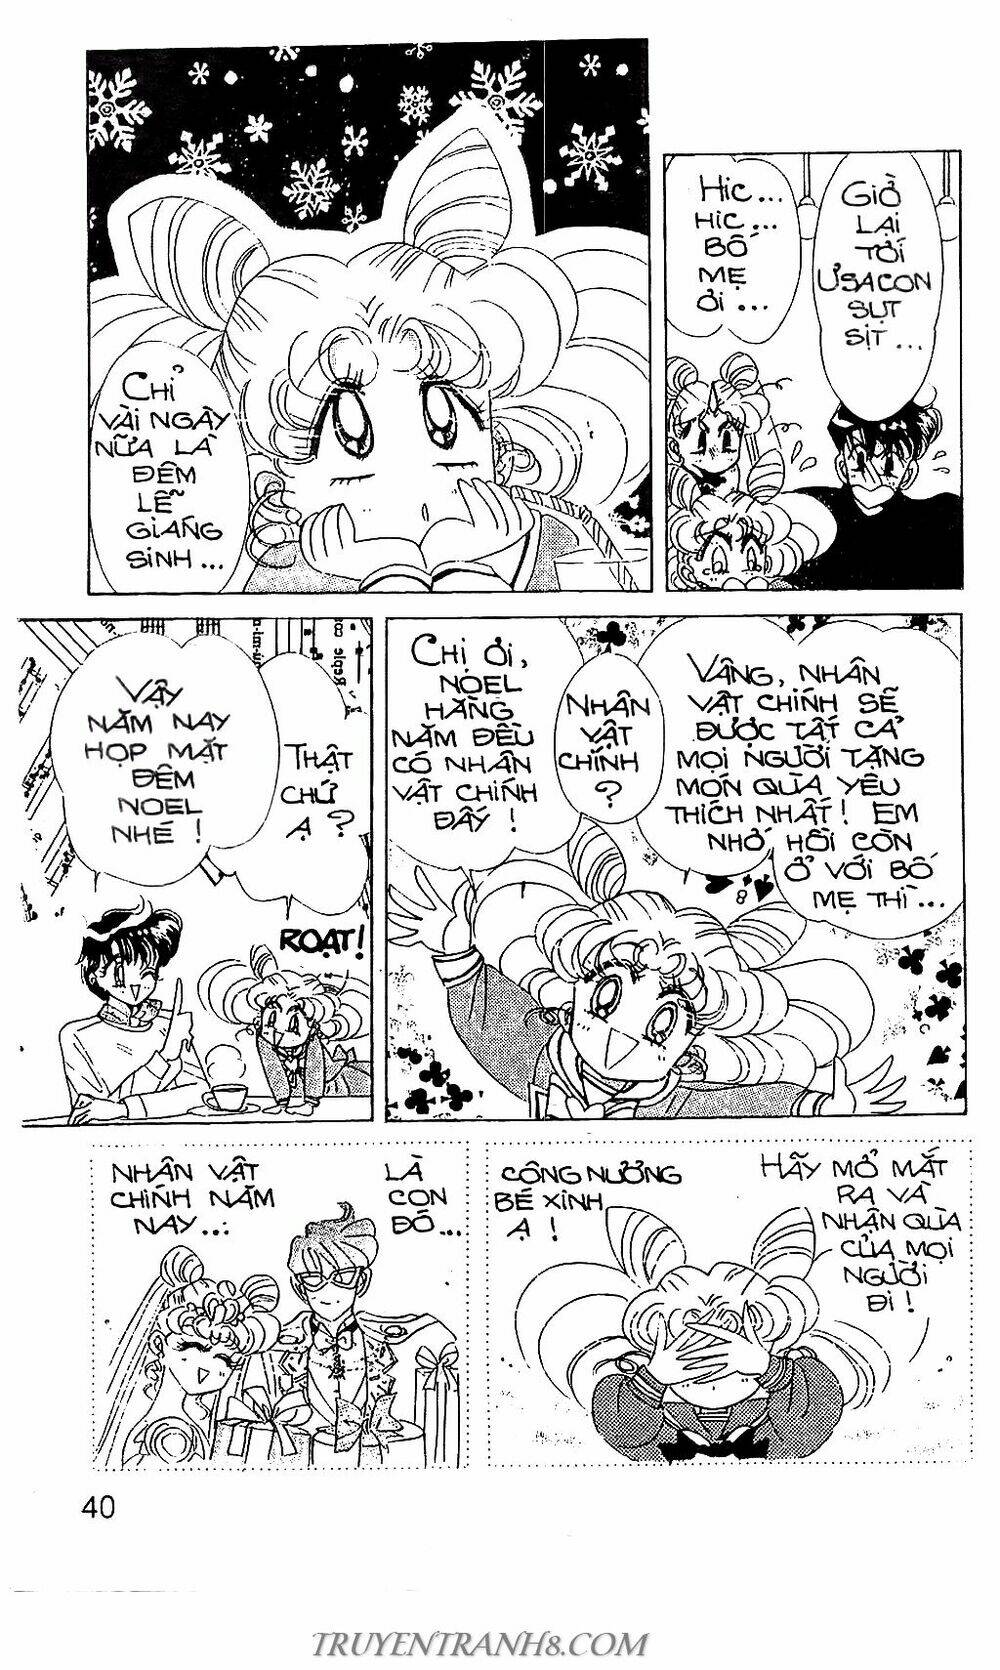 GIỜ
LẠI
TỚI
ƯSACON
SỤT
SỊT...
HIC...
HIC...
BỐ
MẸ
ƠI...
CHỈ
VÀI NGÀY
NỮA LÀ
ĐÊM
LỄ
GIÁNG
SINH...
VÂNG, NHÂN
VẬT CHÍNH SẼ
ĐƯỢC TẤT CẢ
MỌI NGƯỜI TẶNG
MÓN QUÀ YÊU
THÍCH NHẤT! EM
NHỚ HỒI CÒN
Ở VỚI BỐ
MẸ THÌ...
NHÂN
VẬT
CHÍNH
?
CHỊ ƠI,
NOEL
HÀNG
NĂM ĐỀU
CÓ NHÂN
VẬT CHÍNH
ĐẤY!
8
THẬT
CHỨ
Ạ?
VẬY
NĂM NAY
HỌP MẶT
ĐÊM
NOEL
NHÉ!
ROẠT!
HÃY MỞ MẮT
RA VÀ
NHẬN QUÀ
CỦA MỌI
NGƯỜI
ĐI!
CÔNG NƯƠNG
BÉ XINH
Ạ!
LÀ
CON
ĐÓ...
NHÂN VẬT
CHÍNH NĂM
NAY...:
40
TRUYENTRANH8.COM